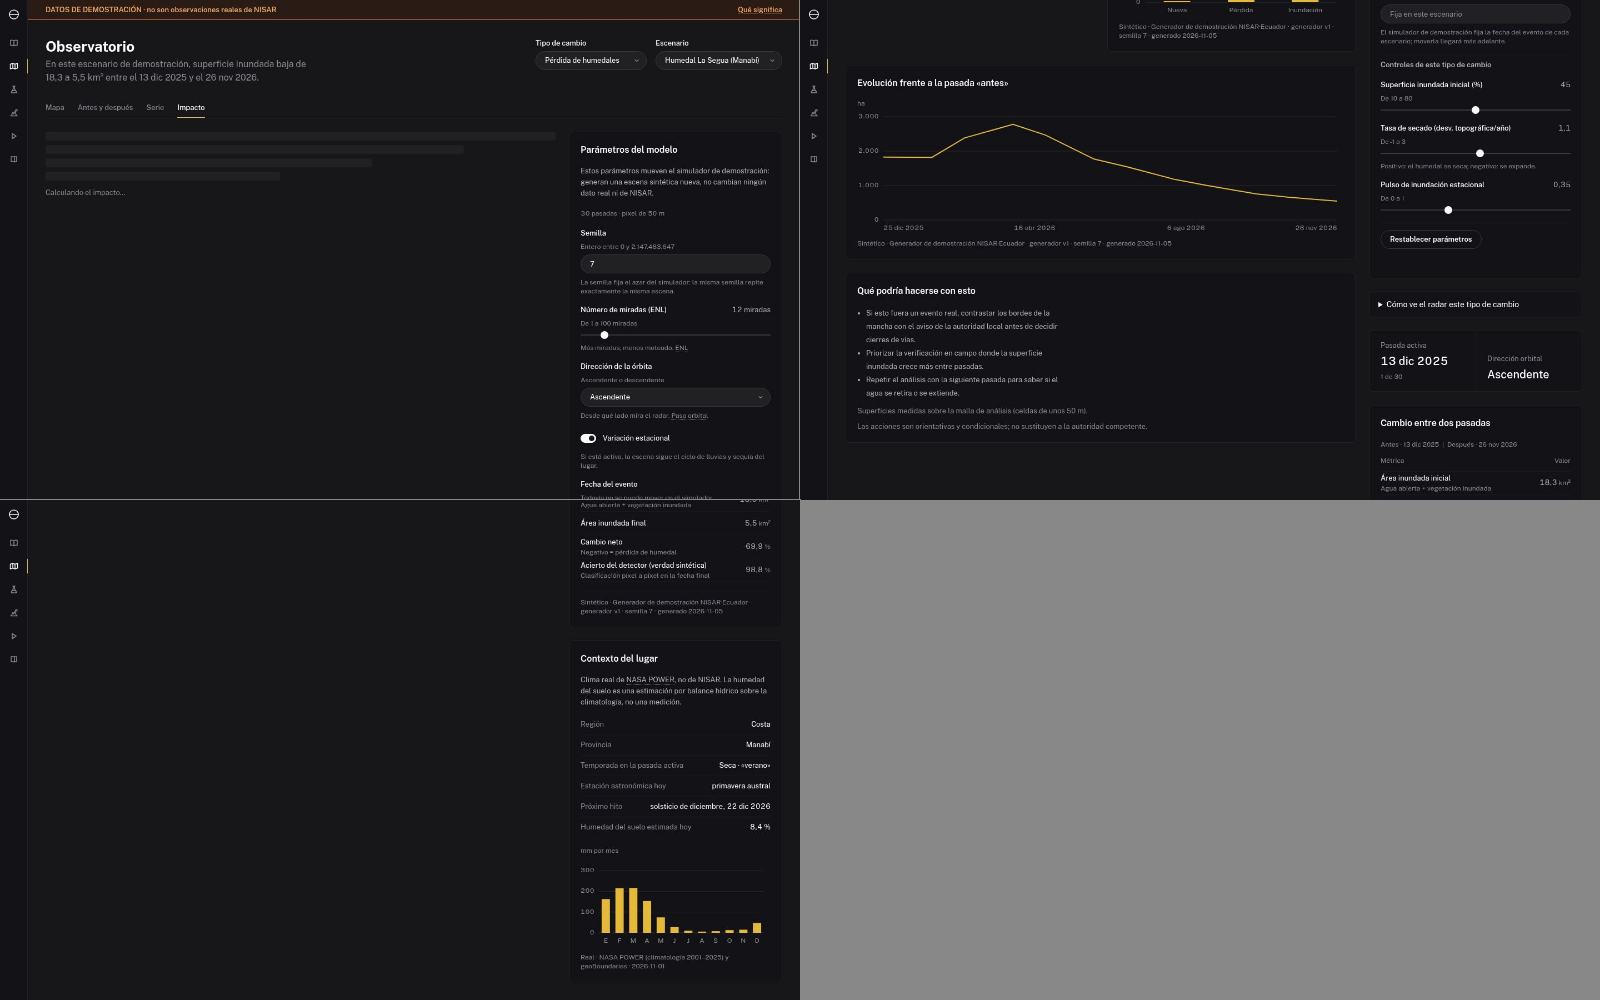 DATOS DE DEMOSTRACIÓN · no son observaciones reales de NISAR
Qué significa
Observatorio
En este escenario de demostración, superficie inundada baja de
18,3 a 5,5 km² entre el 13 dic 2025 y el 26 nov 2026.
Tipo de cambio
Pérdida de humedales
Escenario
Humedal La Segua (Manabí)
Mapa
Antes y después
Serie
Impacto
Calculando el impacto…
Parámetros del modelo
Estos parámetros mueven el simulador de demostración:
generan una escena sintética nueva, no cambian ningún
dato real ni de NISAR.
30 pasadas · píxel de 50 m
Semilla
Entero entre 0 y 2.147.483.647
7
La semilla fija el azar del simulador: la misma semilla repite
exactamente la misma escena.
Número de miradas (ENL)
12 miradas
De 1 a 100 miradas
Más miradas, menos moteado. ENL
Dirección de la órbita
Ascendente o descendente
Ascendente
Desde qué lado mira el radar. Paso orbital.
Variación estacional
Si está activa, la escena sigue el ciclo de lluvias y sequía del
lugar.
Fecha del evento
Nueva
Pérdida
Inundación
0
Sintético · Generador de demostración NISAR-Ecuador · generador v1 ·
semilla 7 · generado 2026-11-05
Evolución frente a la pasada «antes»
ha
3.000
2.000
1.000
0
25 dic 2025
16 abr 2026
6 ago 2026
26 nov 2026
Sintético · Generador de demostración NISAR-Ecuador · generador v1 · semilla 7 · generado 2026-11-05
Qué podría hacerse con esto
• Si esto fuera un evento real, contrastar los bordes de la
mancha con el aviso de la autoridad local antes de decidir
cierres de vías.
• Priorizar la verificación en campo donde la superficie
inundada crece más entre pasadas.
• Repetir el análisis con la siguiente pasada para saber si el
agua se retira o se extiende.
Superficies medidas sobre la malla de análisis (celdas de unos 50 m).
Las acciones son orientativas y condicionales; no sustituyen a la autoridad competente.
Fija en este escenario
El simulador de demostración fija la fecha del evento de cada
escenario; moverla llegará más adelante.
Controles de este tipo de cambio
Superficie inundada inicial (%)
45
De 10 a 80
Tasa de secado (desv. topográfica/año)
1,1
De -1 a 3
Positivo: el humedal se seca; negativo: se expande.
Pulso de inundación estacional
0,35
De 0 a 1
Restablecer parámetros
Cómo ve el radar este tipo de cambio
Pasada activa
13 dic 2025
1 de 30
Dirección orbital
Ascendente
Cambio entre dos pasadas
Antes · 13 dic 2025 | Después · 26 nov 2026
Métrica
Valor
Área inundada inicial
Agua abierta + vegetación inundada
18,3 km²
Agua abierta + vegetación inundada
Área inundada final
5,5 km²
Cambio neto
Negativo = pérdida de humedal
-69,9 %
Acierto del detector (verdad sintética)
Clasificación píxel a píxel en la fecha final
98,8 %
Sintético · Generador de demostración NISAR-Ecuador ·
generador v1 · semilla 7 · generado 2026-11-05
Contexto del lugar
Clima real de NASA POWER, no de NISAR. La humedad
del suelo es una estimación por balance hídrico sobre la
climatología, no una medición.
Región
Costa
Provincia
Manabí
Temporada en la pasada activa
Seca · «verano»
Estación astronómica hoy
primavera austral
Próximo hito
solsticio de diciembre, 22 dic 2026
Humedad del suelo estimada hoy
8,4 %
mm por mes
300
200
100
0
E F M A M J J A S O N D
Real · NASA POWER (climatología 2001–2025) y
geoBoundaries · 2026-11-01